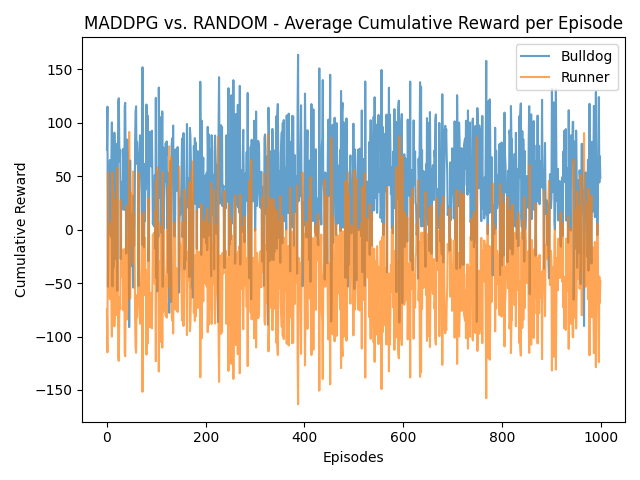 MADDPG vs. RANDOM - Average Cumulative Reward per Episode
Bulldog
Runner
150
100
50
0
−50
−100
−150
Cumulative Reward
0 200 400 600 800 1000
Episodes